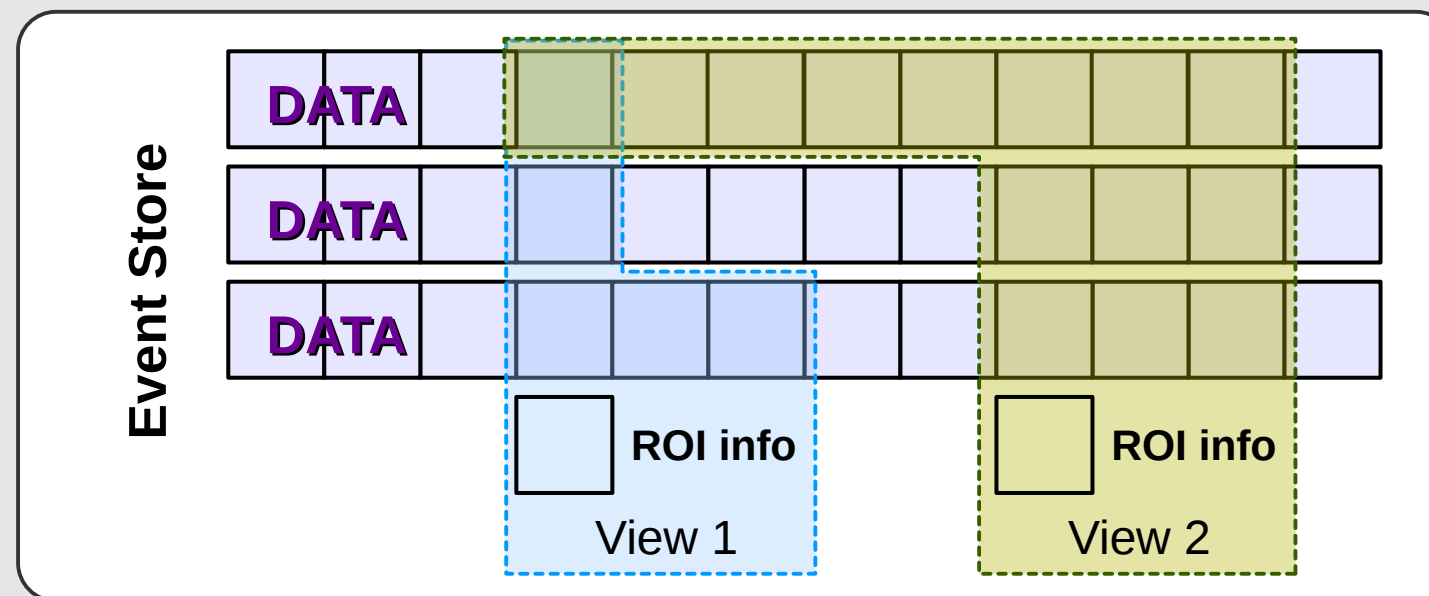 Event Store
DATA
DATA
DATA
ROI info
ROI info
View 1
View 2